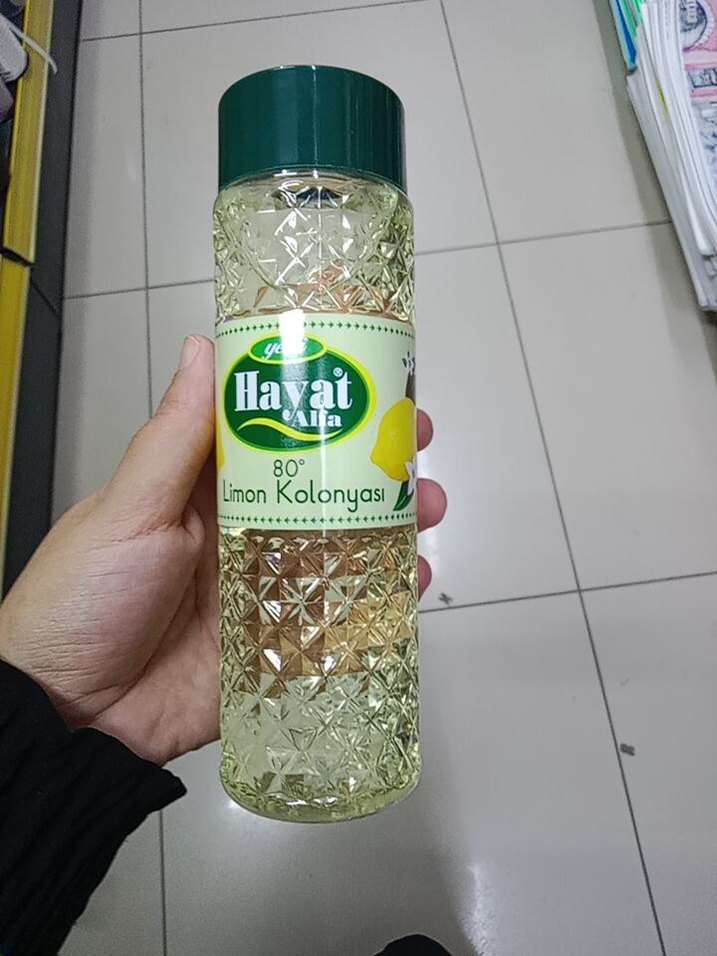 Hayat®
Alfa
80°
Limon Kolonyası